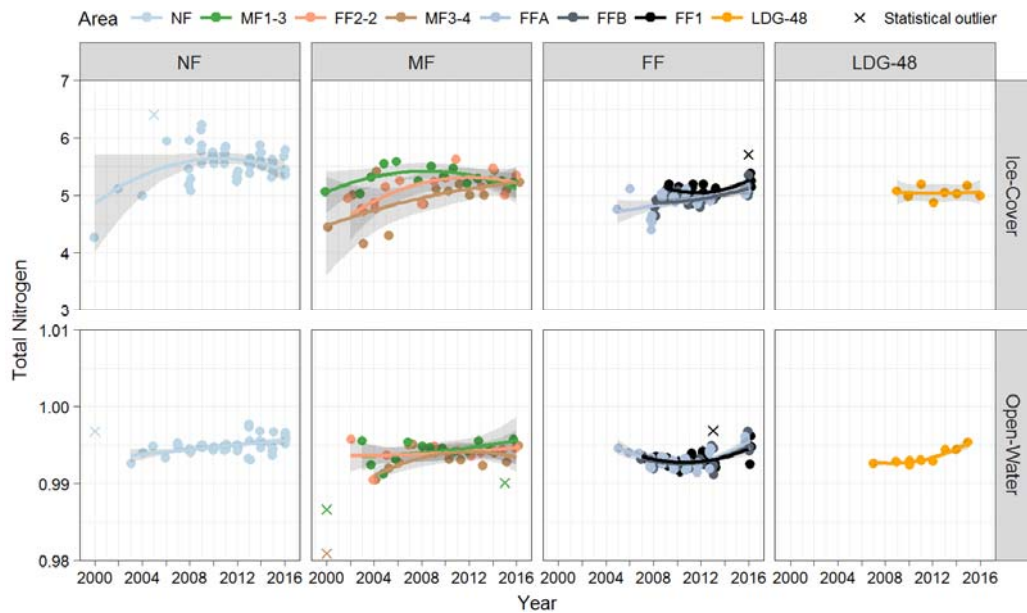 Area NF MF1-3 FF2-2 MF3-4 FFA FFB FF1 LDG-48 Statistical outlier
NF MF FF LDG-48
7
6
5
4
3
Ice-Cover
1.01
1.00
0.99
0.98
Open-Water
Total Nitrogen
2000 2004 2008 2012 2016 2000 2004 2008 2012 2016 2000 2004 2008 2012 2016 2000 2004 2008 2012 2016
Year